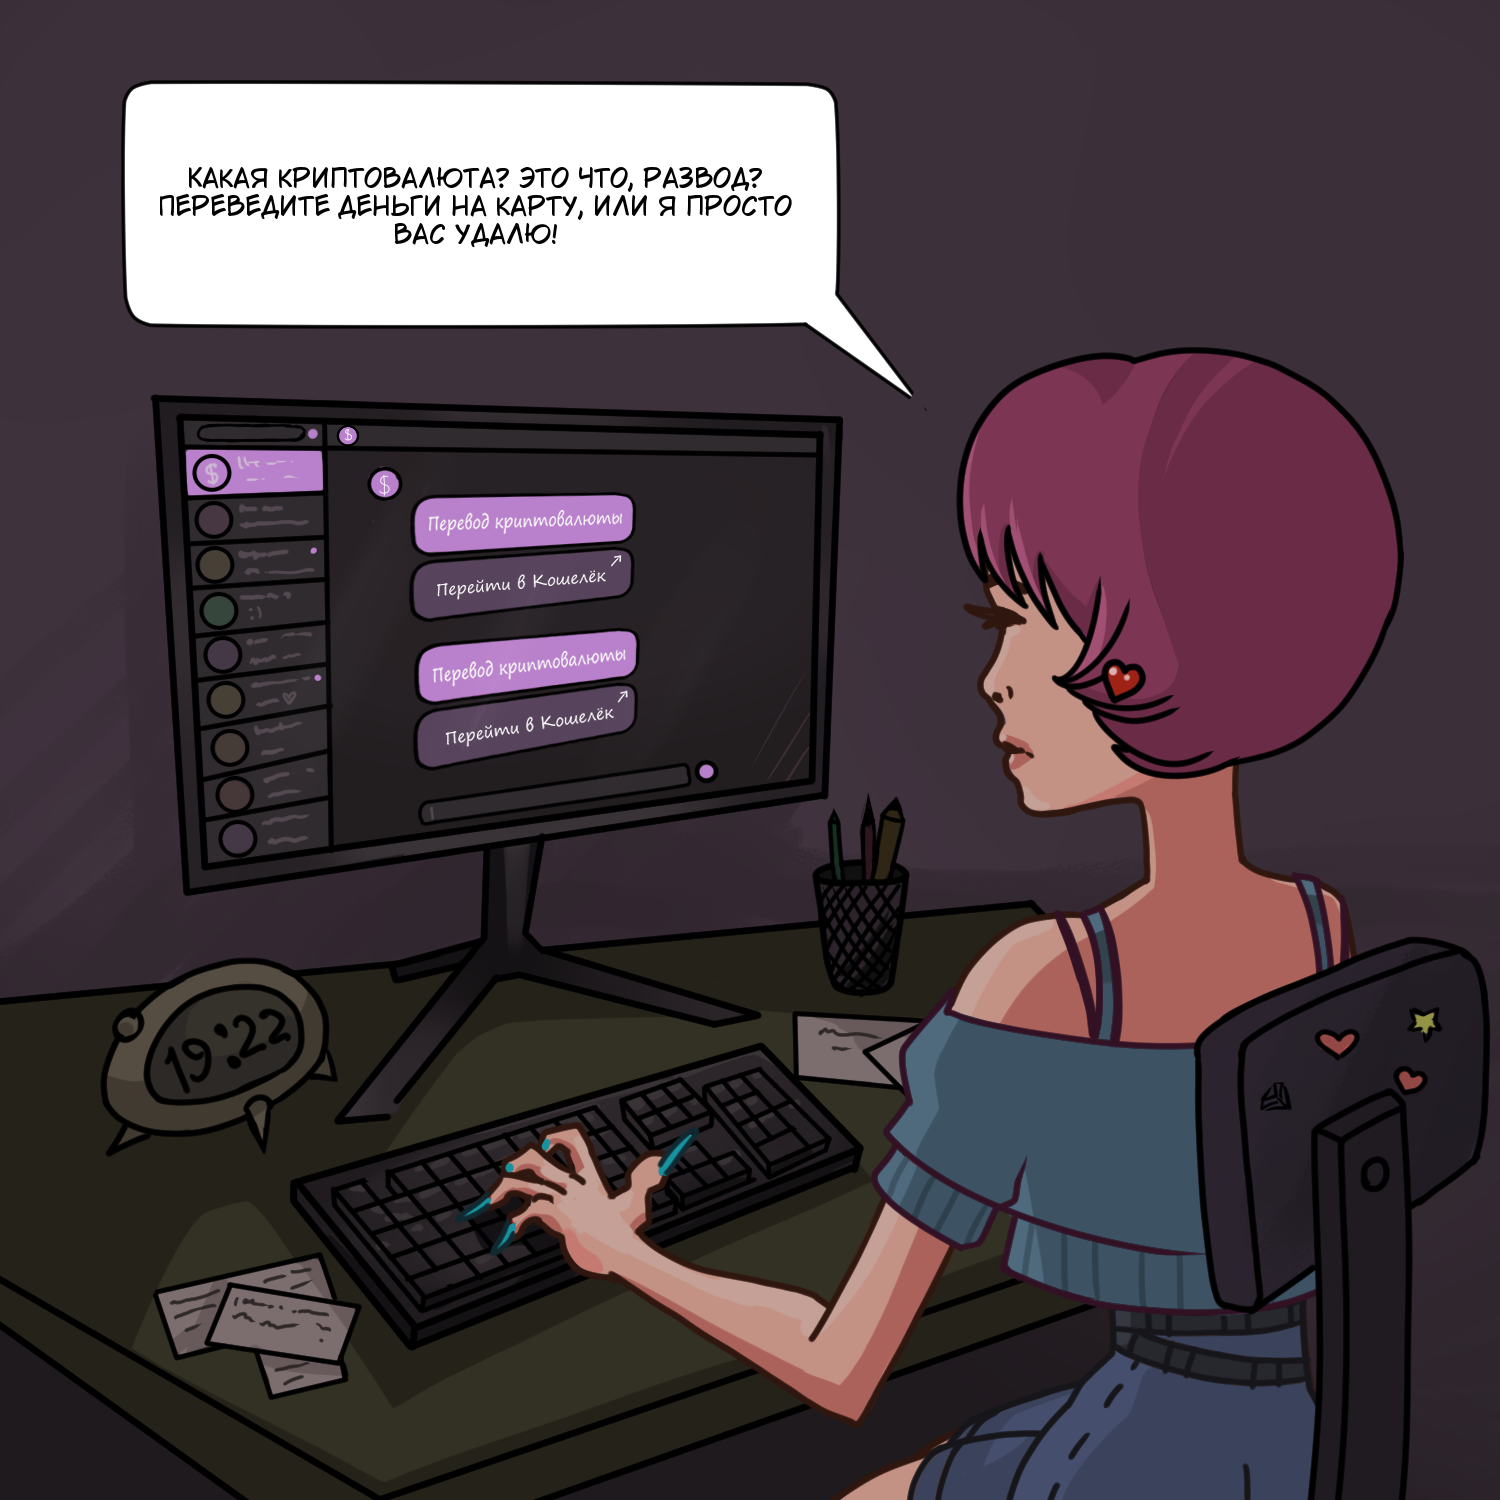 КАКАЯ КРИПТОВАЛЮТА? ЭТО ЧТО, РАЗВОД?
ПЕРЕВЕДИТЕ ДЕНЬГИ НА КАРТУ, ИЛИ Я ПРОСТО
ВАС УДАЛЮ!
$
$
$
Перевод криптовалюты
Перейти в Кошелёк
:)
Перевод криптовалюты
Перейти в Кошелёк
19:22